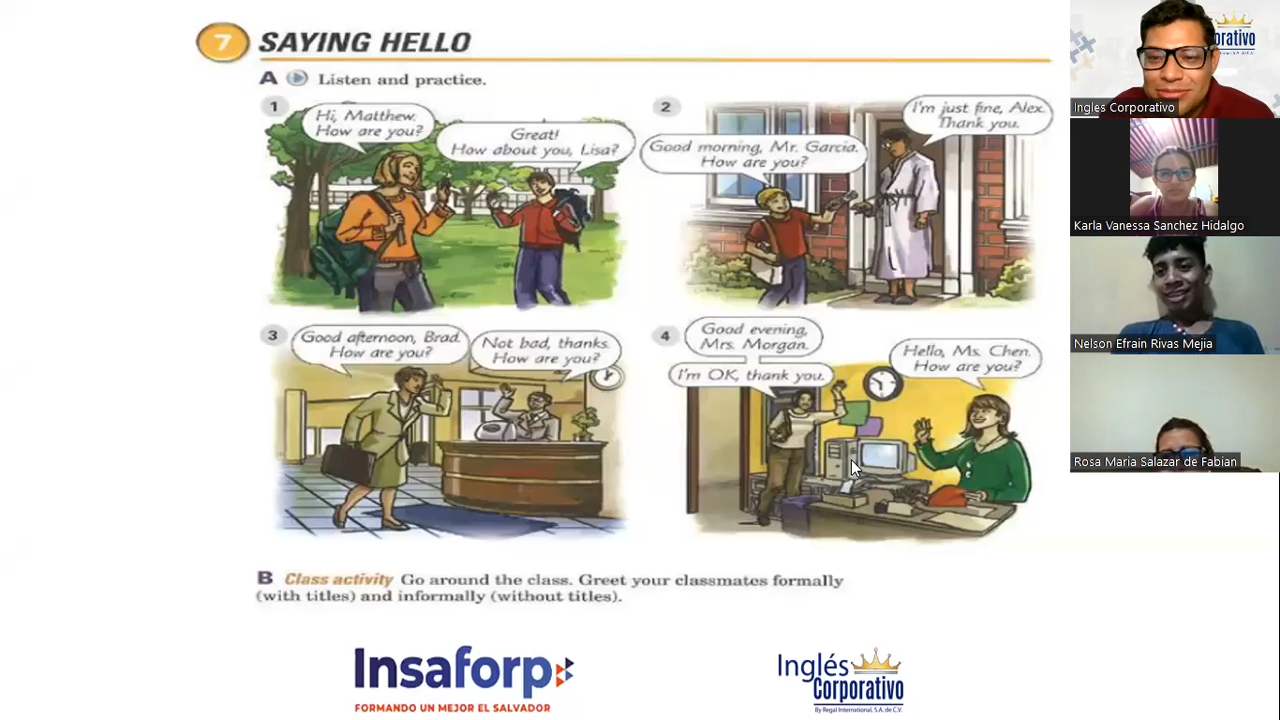 7 SAYING HELLO
A Listen and practice.
1
Hi, Matthew.
How are you?
Great!
How about you, Lisa?
2
Good morning, Mr. Garcia.
How are you?
I'm just fine, Alex.
Thank you.
3
Good afternoon, Brad.
How are you?
Not bad, thanks.
How are you?
4
Good evening,
Mrs. Morgan.
Hello, Ms. Chen.
How are you?
I'm OK, thank you.
B Class activity Go around the class. Greet your classmates formally
(with titles) and informally (without titles).
Insaforp
FORMANDO UN MEJOR EL SALVADOR
Inglés
Corporativo
By Regal International, S.A. de C.V.
Ingles Corporativo
Karla Vanessa Sanchez Hidalgo
Nelson Efrain Rivas Mejia
Rosa Maria Salazar de Fabian